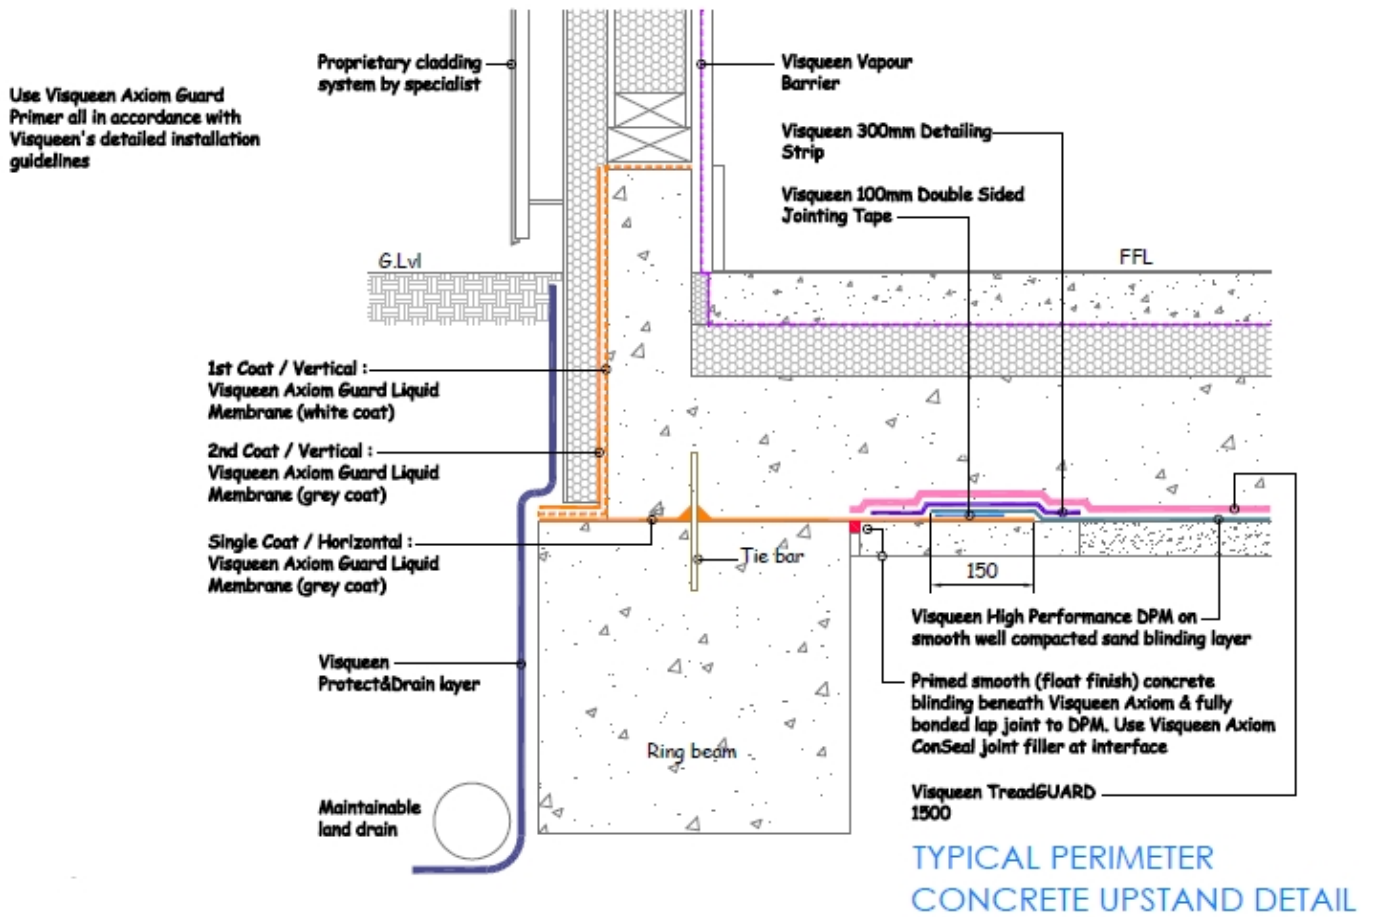 Use Visqueen Axiom Guard
Primer all in accordance with
Visqueen's detailed installation
guidelines
Proprietary cladding
system by specialist
Visqueen Vapour
Barrier
Visqueen 300mm Detailing
Strip
Visqueen 100mm Double Sided
Jointing Tape
G.Lvl
FFL
1st Coat / Vertical :
Visqueen Axiom Guard Liquid
Membrane (white coat)
2nd Coat / Vertical :
Visqueen Axiom Guard Liquid
Membrane (grey coat)
Single Coat / Horizontal :
Visqueen Axiom Guard Liquid
Membrane (grey coat)
Tie bar
150
Visqueen High Performance DPM on
smooth well compacted sand blinding layer
Visqueen
Protect&Drain layer
Primed smooth (float finish) concrete
blinding beneath Visqueen Axiom & fully
bonded lap joint to DPM. Use Visqueen Axiom
ConSeal joint filler at interface
Ring beam
Visqueen TreadGUARD
1500
Maintainable
land drain
TYPICAL PERIMETER
CONCRETE UPSTAND DETAIL